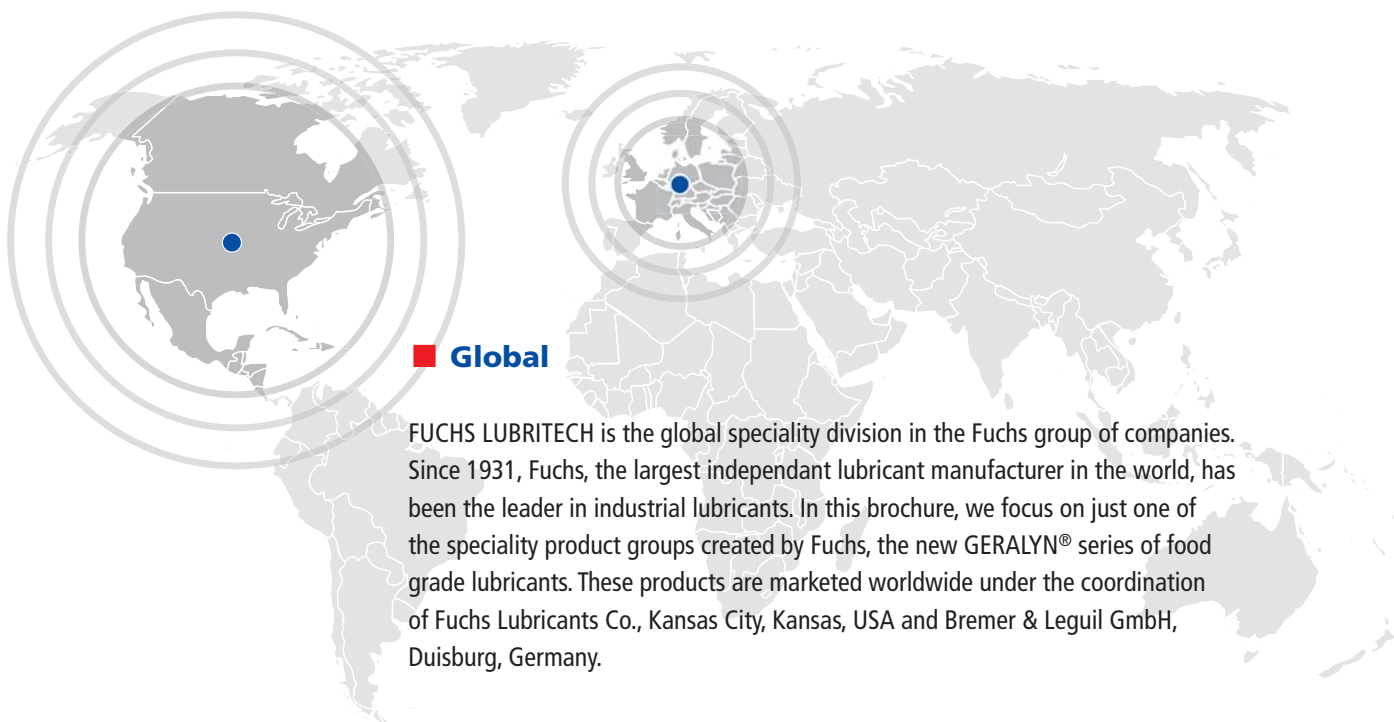 Global
FUCHS LUBRITECH is the global speciality division in the Fuchs group of companies.
Since 1931, Fuchs, the largest independant lubricant manufacturer in the world, has
been the leader in industrial lubricants. In this brochure, we focus on just one of
the speciality product groups created by Fuchs, the new GERALYN® series of food
grade lubricants. These products are marketed worldwide under the coordination
of Fuchs Lubricants Co., Kansas City, Kansas, USA and Bremer & Leguil GmbH,
Duisburg, Germany.